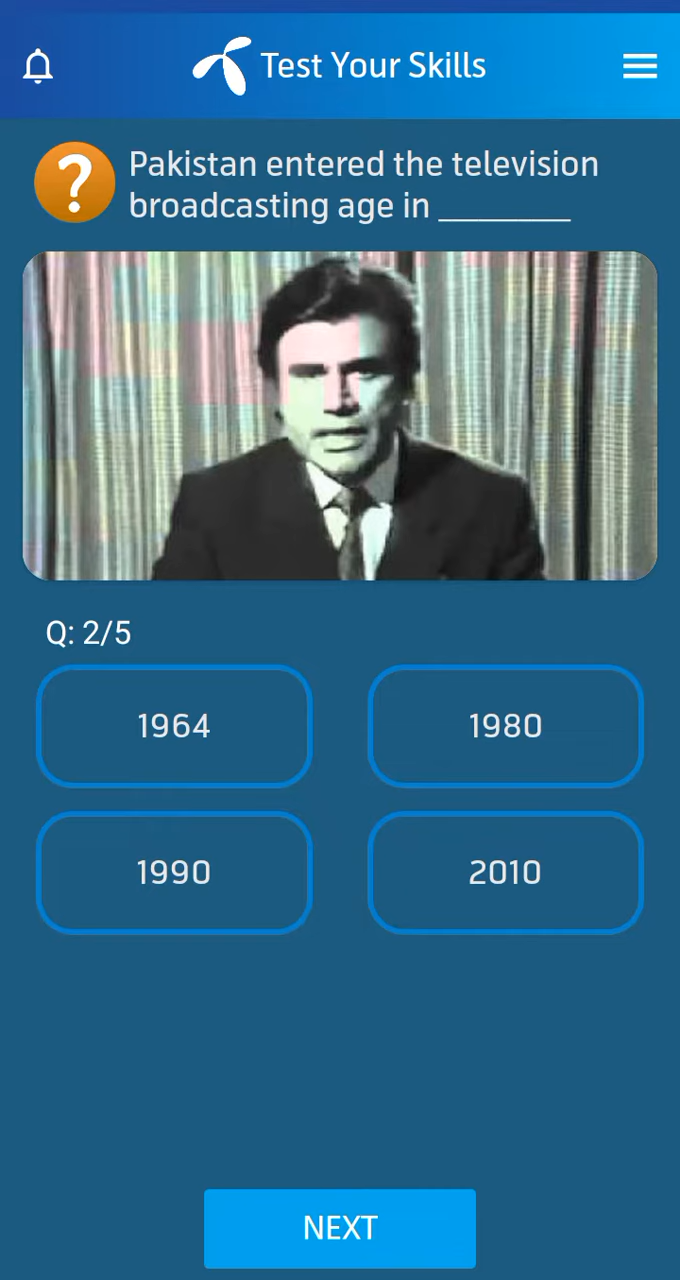 Test Your Skills
Pakistan entered the television
broadcasting age in ________
Q: 2/5
1964
1980
1990
2010
NEXT